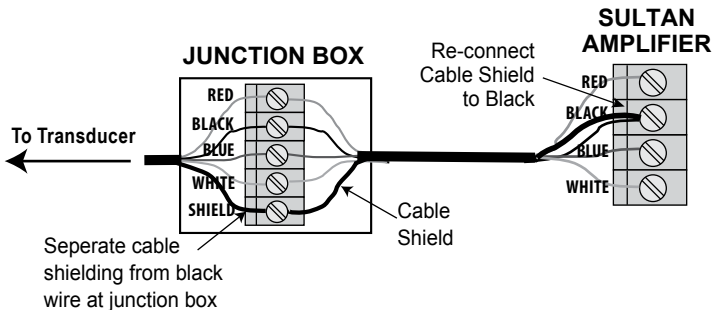 SULTAN
AMPLIFIER
JUNCTION BOX
Re-connect
Cable Shield
to Black
To Transducer
RED
BLACK
BLUE
WHITE
SHIELD
RED
BLACK
BLUE
WHITE
Cable
Shield
Seperate cable
shielding from black
wire at junction box